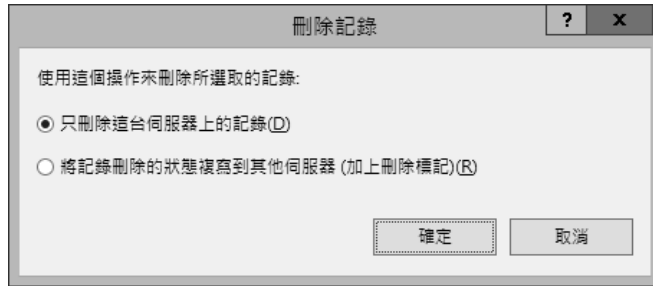 刪除記錄
? x
使用這個操作來刪除所選取的記錄:
只刪除這台伺服器上的記錄(D)
將記錄刪除的狀態複寫到其他伺服器 (加上刪除標記)(R)
確定 取消